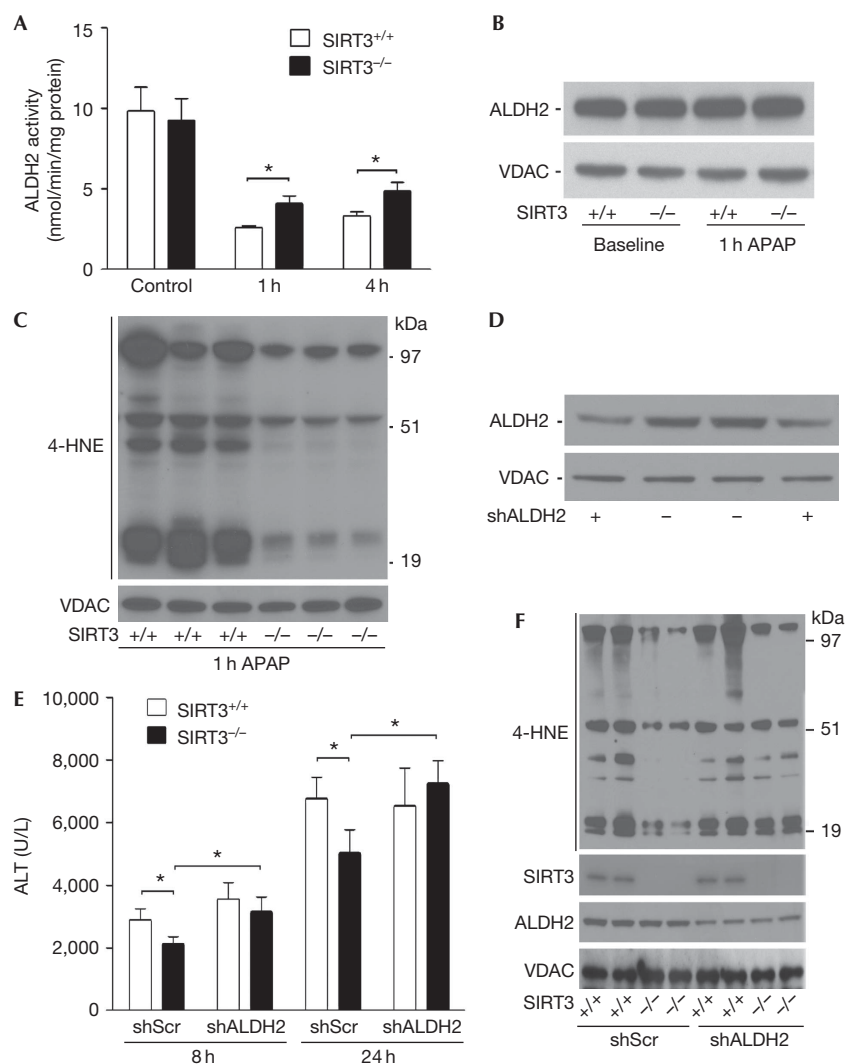 A
15
10
5
0
ALDH2 activity
(nmol/min/mg protein)
SIRT3+/+
SIRT3–/–
*
*
Control
1 h
4 h
B
ALDH2 -
VDAC -
SIRT3 +/+ –/– +/+ –/–
Baseline
1 h APAP
C
kDa
- 97
- 51
- 19
4-HNE
VDAC
SIRT3 +/+ +/+ +/+ –/– –/– –/–
1 h APAP
D
ALDH2 -
VDAC -
shALDH2 + – – +
E
10,000
8,000
6,000
4,000
2,000
0
ALT (U/L)
SIRT3+/+
SIRT3–/–
*
*
*
*
shScr
shALDH2
shScr
shALDH2
8 h
24 h
F
kDa
- 97
- 51
- 19
4-HNE
SIRT3
ALDH2
VDAC
SIRT3 +/+ +/+ –/– –/– +/+ +/+ –/– –/–
shScr
shALDH2